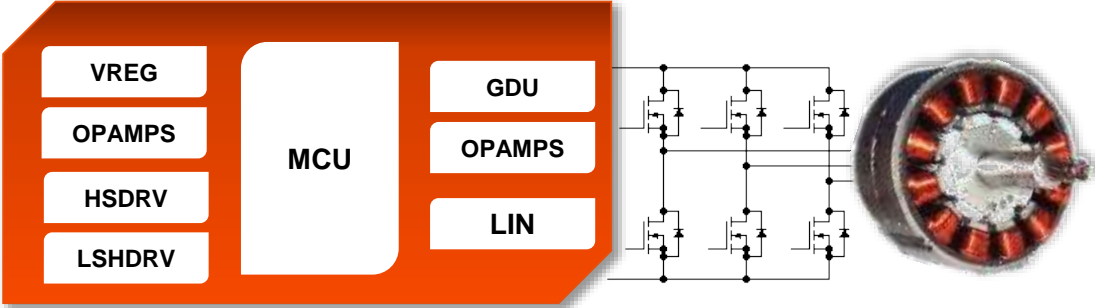 VREG
OPAMPS
HSDRV
LSHDRV
MCU
GDU
OPAMPS
LIN